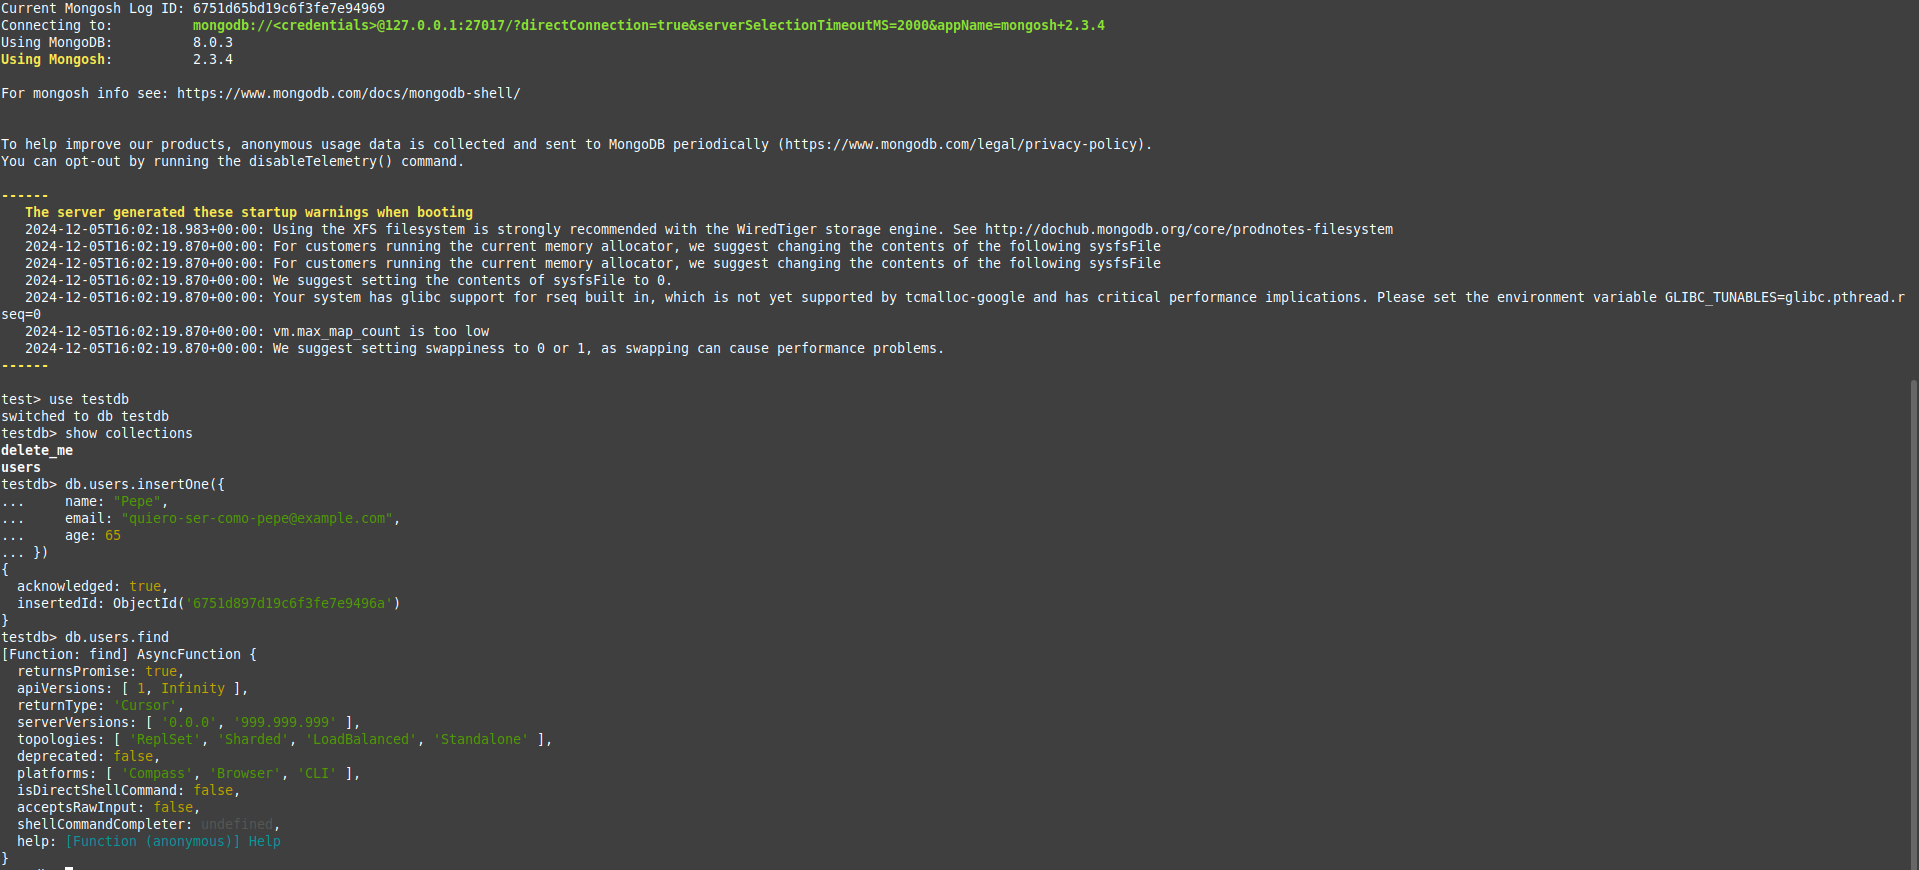 Current Mongosh Log ID: 6751d65bd19c6f3fe7e94969
Connecting to:          mongodb://<credentials>@127.0.0.1:27017/?directConnection=true&serverSelectionTimeoutMS=2000&appName=mongosh+2.3.4
Using MongoDB:          8.0.3
Using Mongosh:          2.3.4
For mongosh info see: https://www.mongodb.com/docs/mongodb-shell/
To help improve our products, anonymous usage data is collected and sent to MongoDB periodically (https://www.mongodb.com/legal/privacy-policy).
You can opt-out by running the disableTelemetry() command.
------
   The server generated these startup warnings when booting
   2024-12-05T16:02:18.983+00:00: Using the XFS filesystem is strongly recommended with the WiredTiger storage engine. See http://dochub.mongodb.org/core/prodnotes-filesystem
   2024-12-05T16:02:19.870+00:00: For customers running the current memory allocator, we suggest changing the contents of the following sysfsFile
   2024-12-05T16:02:19.870+00:00: For customers running the current memory allocator, we suggest changing the contents of the following sysfsFile
   2024-12-05T16:02:19.870+00:00: We suggest setting the contents of sysfsFile to 0.
   2024-12-05T16:02:19.870+00:00: Your system has glibc support for rseq built in, which is not yet supported by tcmalloc-google and has critical performance implications. Please set the environment variable GLIBC_TUNABLES=glibc.pthread.r
seq=0
   2024-12-05T16:02:19.870+00:00: vm.max_map_count is too low
   2024-12-05T16:02:19.870+00:00: We suggest setting swappiness to 0 or 1, as swapping can cause performance problems.
------
test> use testdb
switched to db testdb
testdb> show collections
delete_me
users
testdb> db.users.insertOne({
...     name: "Pepe",
...     email: "quiero-ser-como-pepe@example.com",
...     age: 65
... })
{
  acknowledged: true,
  insertedId: ObjectId('6751d897d19c6f3fe7e9496a')
}
testdb> db.users.find
[Function: find] AsyncFunction {
  returnsPromise: true,
  apiVersions: [ 1, Infinity ],
  returnType: 'Cursor',
  serverVersions: [ '0.0.0', '999.999.999' ],
  topologies: [ 'ReplSet', 'Sharded', 'LoadBalanced', 'Standalone' ],
  deprecated: false,
  platforms: [ 'Compass', 'Browser', 'CLI' ],
  isDirectShellCommand: false,
  acceptsRawInput: false,
  shellCommandCompleter: undefined,
  help: [Function (anonymous)] Help
}